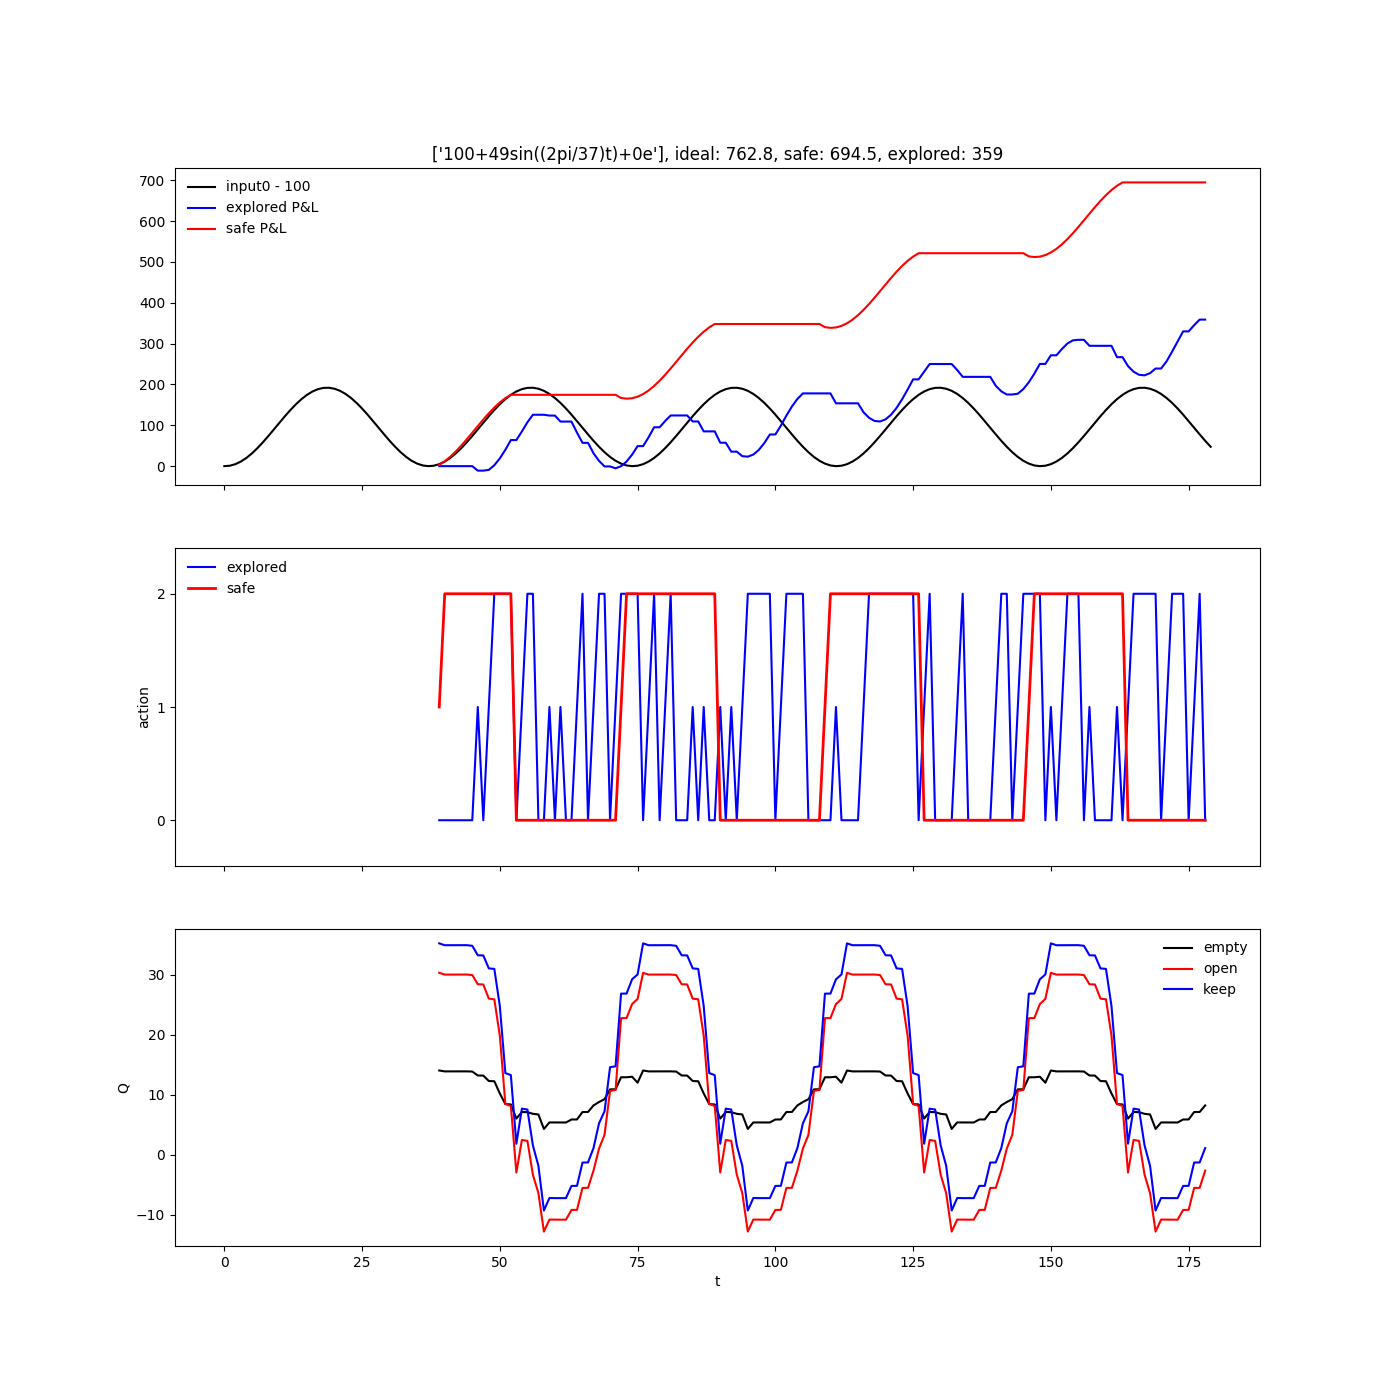 ['100+49sin((2pi/37)t)+0e'], ideal: 762.8, safe: 694.5, explored: 359
700
600
500
400
300
200
100
0
input0 - 100
explored P&L
safe P&L
action
2
1
0
explored
safe
Q
30
20
10
0
−10
empty
open
keep
0 25 50 75 100 125 150 175
t